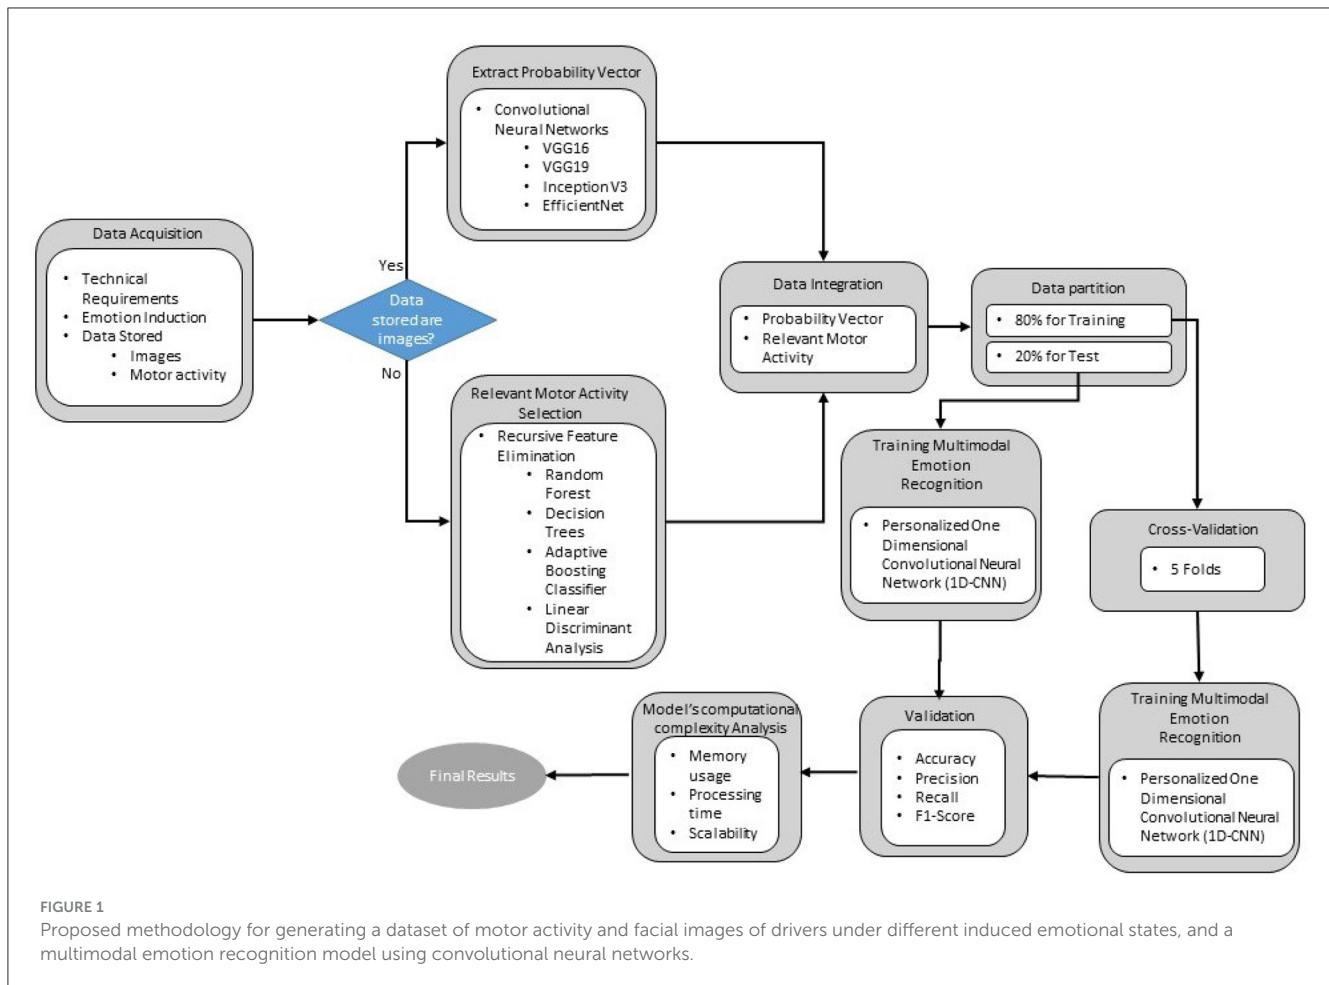 Extract Probability Vector
• Convolutional
Neural Networks
• VGG16
• VGG19
• Inception V3
• EfficientNet
Data Acquisition
• Technical
Requirements
• Emotion Induction
• Data Stored
• Images
• Motor activity
Yes
Data
stored are
images?
No
Relevant Motor Activity
Selection
• Recursive Feature
Elimination
• Random
Forest
• Decision
Trees
• Adaptive
Boosting
Classifier
• Linear
Discriminant
Analysis
Data Integration
• Probability Vector
• Relevant Motor
Activity
Data partition
• 80% for Training
• 20% for Test
Training Multimodal
Emotion
Recognition
• Personalized One
Dimensional
Convolutional Neural
Network (1D-CNN)
Cross-Validation
• 5 Folds
Training Multimodal
Emotion
Recognition
• Personalized One
Dimensional
Convolutional Neural
Network (1D-CNN)
Validation
• Accuracy
• Precision
• Recall
• F1-Score
Model's computational
complexity Analysis
• Memory
usage
• Processing
time
• Scalability
Final Results
FIGURE 1
Proposed methodology for generating a dataset of motor activity and facial images of drivers under different induced emotional states, and a
multimodal emotion recognition model using convolutional neural networks.